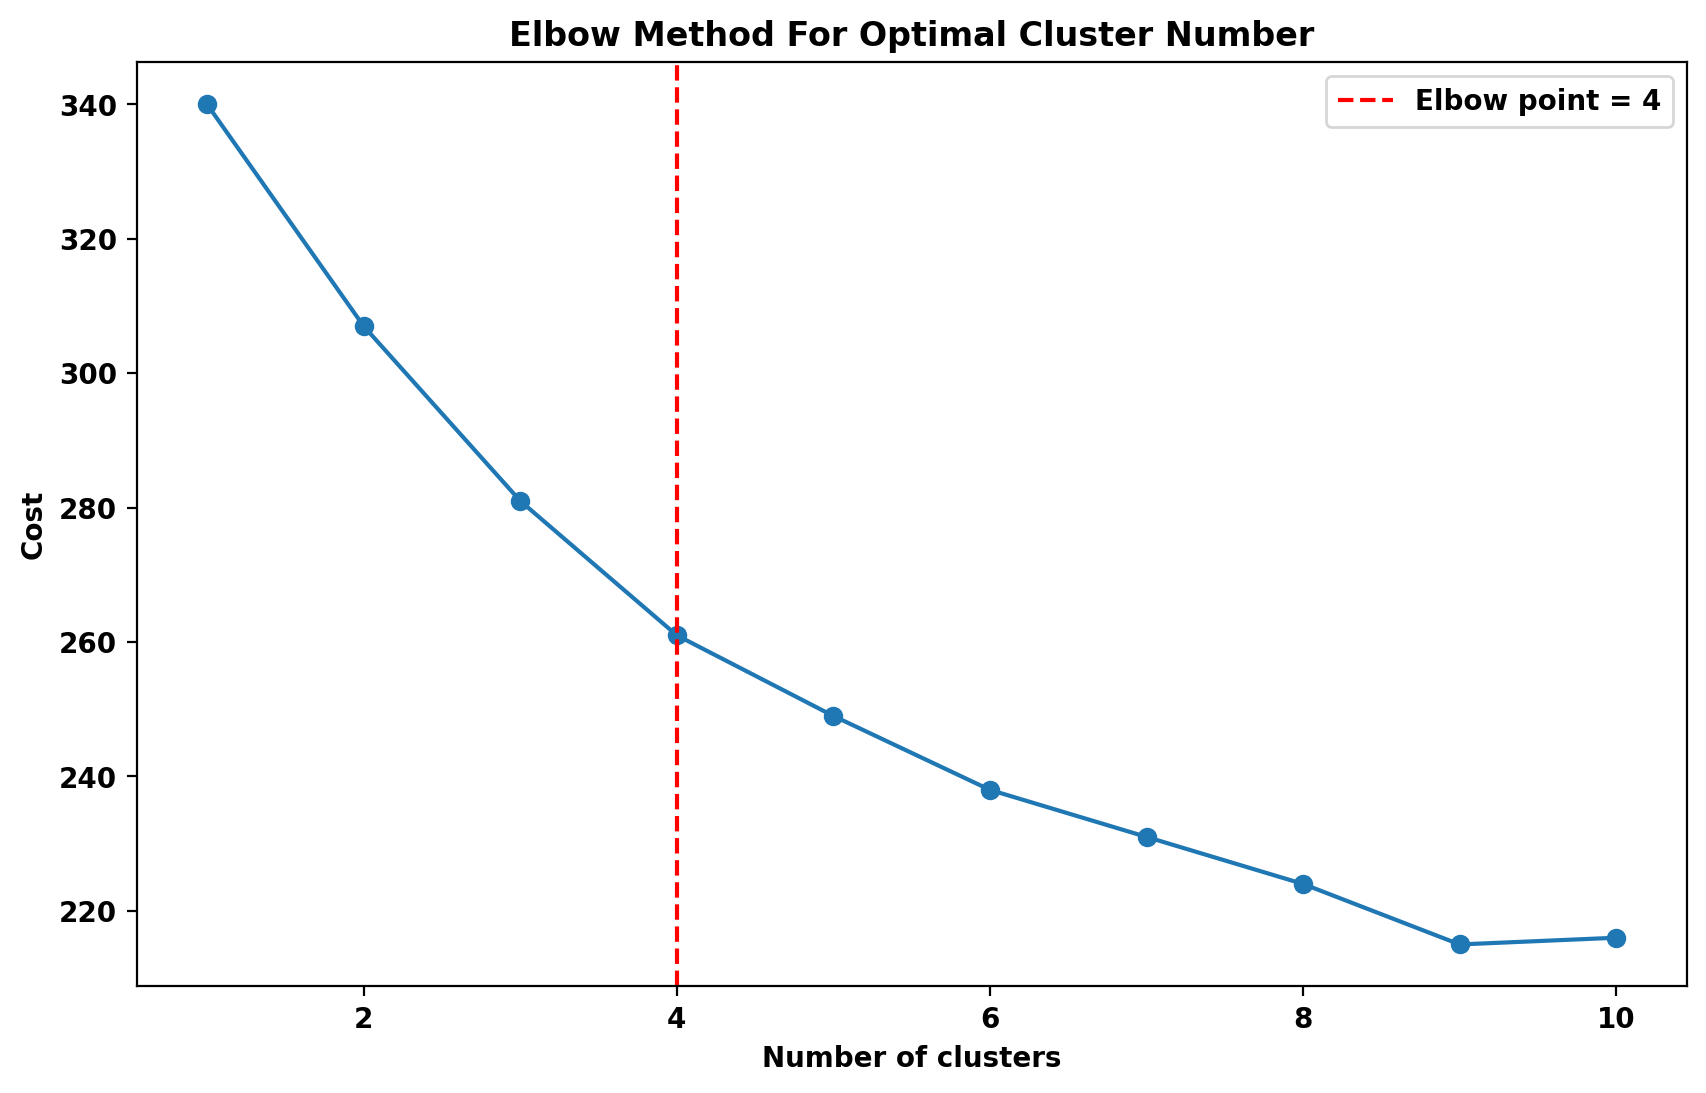 Elbow Method For Optimal Cluster Number
Elbow point = 4
340
320
300
280
260
240
220
Cost
2 4 6 8 10
Number of clusters